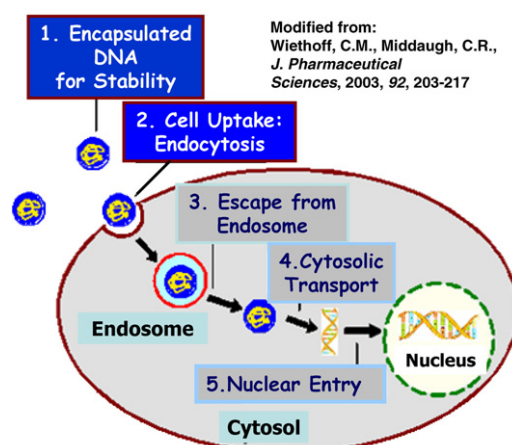 1. Encapsulated
DNA
for Stability
Modified from:
Wiethoff, C.M., Middaugh, C.R.,
J. Pharmaceutical
Sciences, 2003, 92, 203-217
2. Cell Uptake:
Endocytosis
3. Escape from
Endosome
4.Cytosolic
Transport
Endosome
Nucleus
5.Nuclear Entry
Cytosol